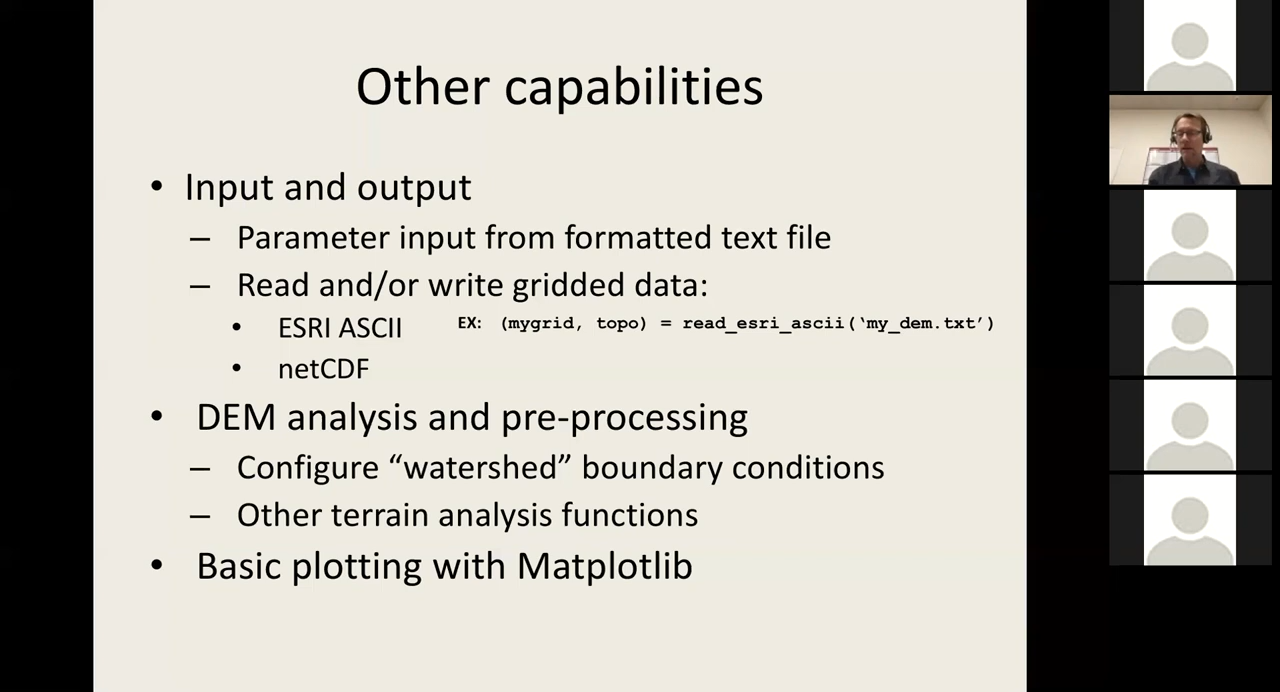 Other capabilities
• Input and output
– Parameter input from formatted text file
– Read and/or write gridded data:
• ESRI ASCII EX: (mygrid, topo) = read_esri_ascii(‘my_dem.txt’)
• netCDF
• DEM analysis and pre-processing
– Configure “watershed” boundary conditions
– Other terrain analysis functions
• Basic plotting with Matplotlib